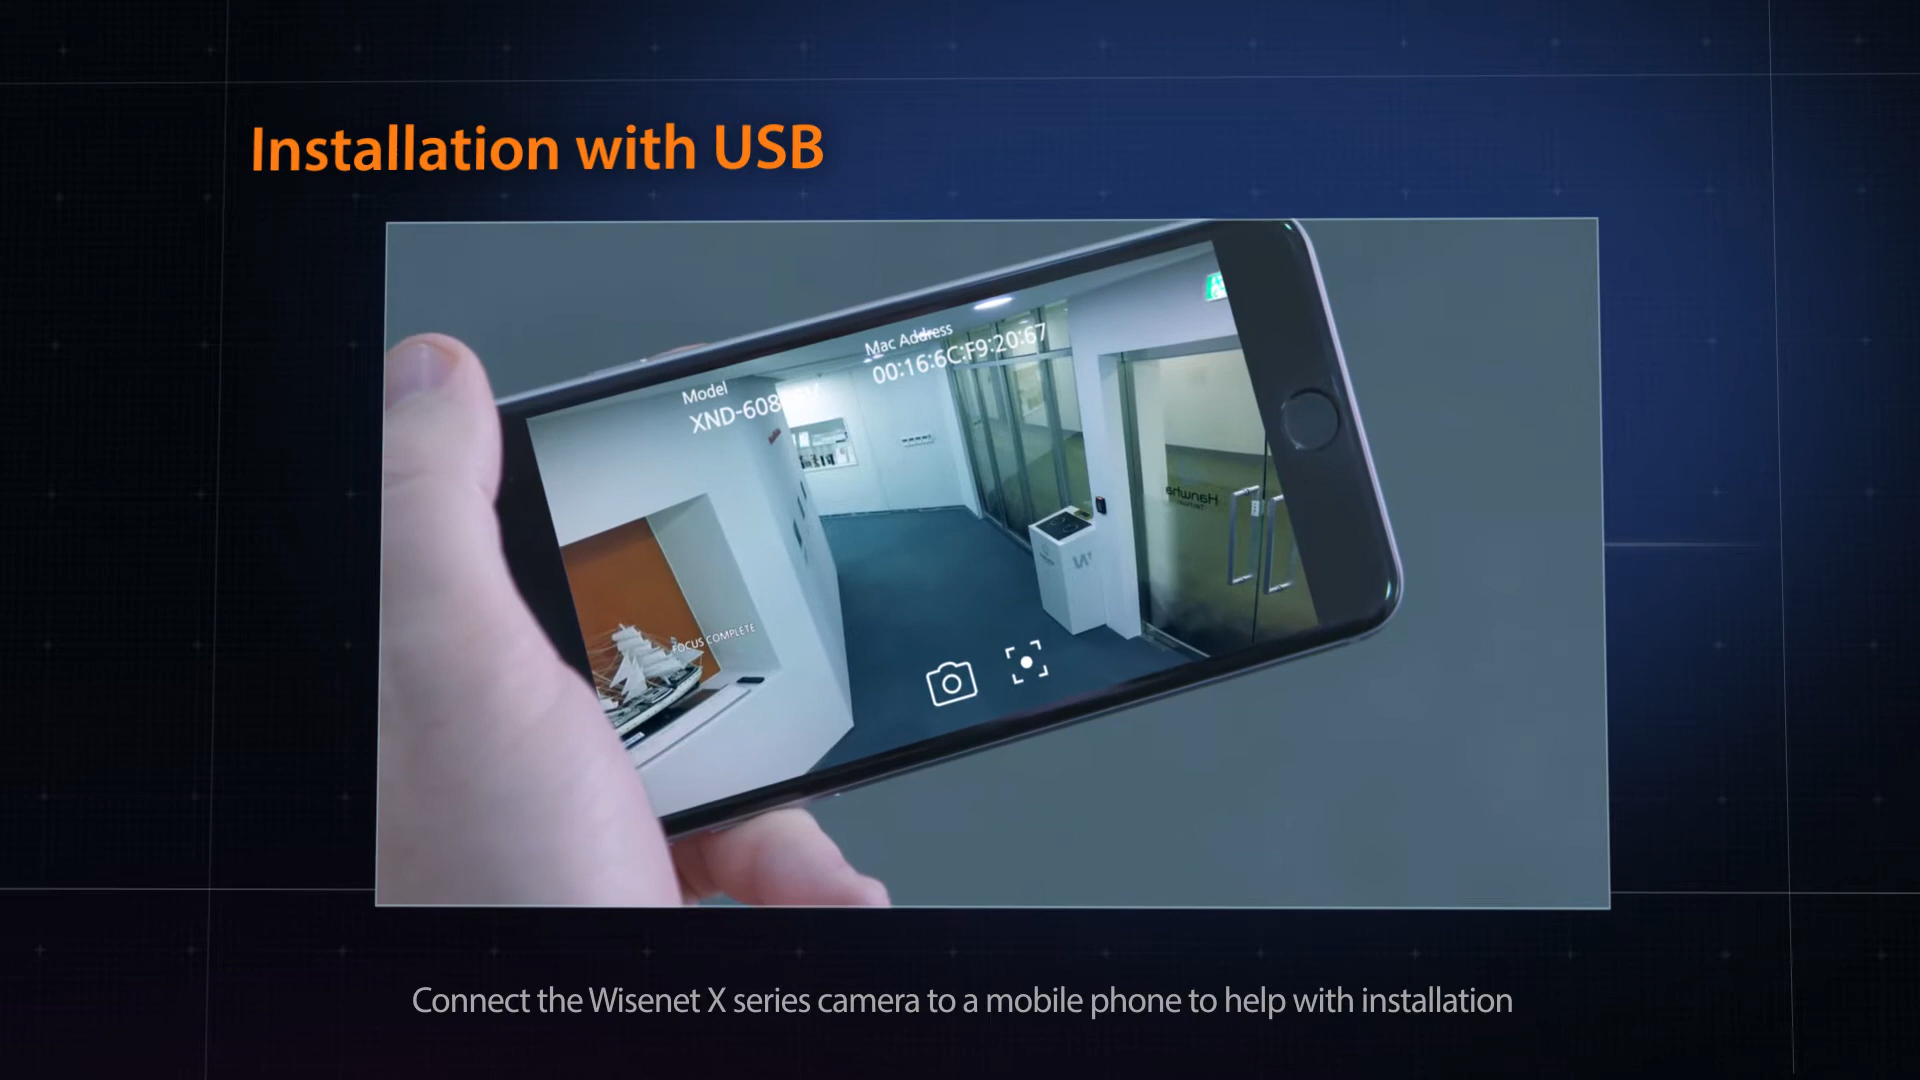 Installation with USB
Mac Address
00:16:6C:F9:20:67
Model
XND-608
FOCUS COMPLETE
Hanwha
W
Connect the Wisenet X series camera to a mobile phone to help with installation